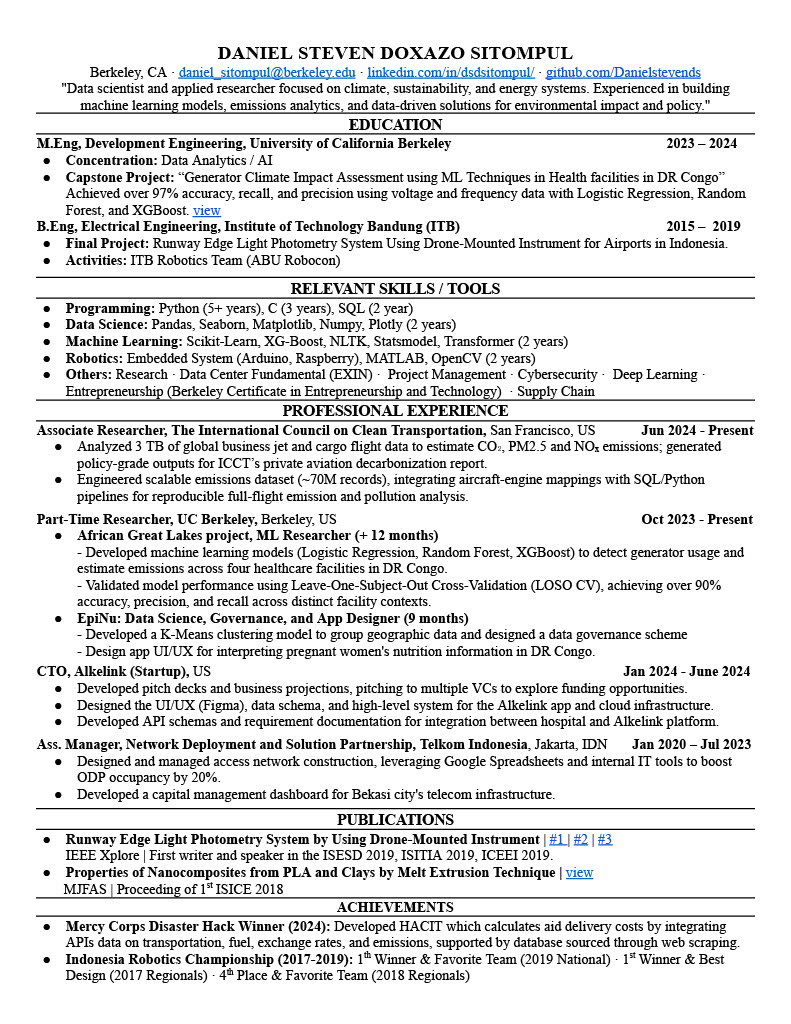 DANIEL STEVEN DOXAZO SITOMPUL
Berkeley, CA · daniel_sitompul@berkeley.edu · linkedin.com/in/dsdsitompul/ · github.com/Danielstevends
"Data scientist and applied researcher focused on climate, sustainability, and energy systems. Experienced in building
machine learning models, emissions analytics, and data-driven solutions for environmental impact and policy."
EDUCATION
M.Eng, Development Engineering, University of California Berkeley 2023 – 2024
● Concentration: Data Analytics / AI
● Capstone Project: “Generator Climate Impact Assessment using ML Techniques in Health facilities in DR Congo”
Achieved over 97% accuracy, recall, and precision using voltage and frequency data with Logistic Regression, Random
Forest, and XGBoost. view
B.Eng, Electrical Engineering, Institute of Technology Bandung (ITB) 2015 – 2019
● Final Project: Runway Edge Light Photometry System Using Drone-Mounted Instrument for Airports in Indonesia.
● Activities: ITB Robotics Team (ABU Robocon)
RELEVANT SKILLS / TOOLS
● Programming: Python (5+ years), C (3 years), SQL (2 year)
● Data Science: Pandas, Seaborn, Matplotlib, Numpy, Plotly (2 years)
● Machine Learning: Scikit-Learn, XG-Boost, NLTK, Statsmodel, Transformer (2 years)
● Robotics: Embedded System (Arduino, Raspberry), MATLAB, OpenCV (2 years)
● Others: Research · Data Center Fundamental (EXIN) · Project Management · Cybersecurity · Deep Learning ·
Entrepreneurship (Berkeley Certificate in Entrepreneurship and Technology) · Supply Chain
PROFESSIONAL EXPERIENCE
Associate Researcher, The International Council on Clean Transportation, San Francisco, US Jun 2024 - Present
● Analyzed 3 TB of global business jet and cargo flight data to estimate CO₂, PM2.5 and NOₓ emissions; generated
policy-grade outputs for ICCT’s private aviation decarbonization report.
● Engineered scalable emissions dataset (~70M records), integrating aircraft-engine mappings with SQL/Python
pipelines for reproducible full-flight emission and pollution analysis.
Part-Time Researcher, UC Berkeley, Berkeley, US Oct 2023 - Present
● African Great Lakes project, ML Researcher (+ 12 months)
- Developed machine learning models (Logistic Regression, Random Forest, XGBoost) to detect generator usage and
estimate emissions across four healthcare facilities in DR Congo.
- Validated model performance using Leave-One-Subject-Out Cross-Validation (LOSO CV), achieving over 90%
accuracy, precision, and recall across distinct facility contexts.
● EpiNu: Data Science, Governance, and App Designer (9 months)
- Developed a K-Means clustering model to group geographic data and designed a data governance scheme
- Design app UI/UX for interpreting pregnant women's nutrition information in DR Congo.
CTO, Alkelink (Startup), US Jan 2024 - June 2024
● Developed pitch decks and business projections, pitching to multiple VCs to explore funding opportunities.
● Designed the UI/UX (Figma), data schema, and high-level system for the Alkelink app and cloud infrastructure.
● Developed API schemas and requirement documentation for integration between hospital and Alkelink platform.
Ass. Manager, Network Deployment and Solution Partnership, Telkom Indonesia, Jakarta, IDN Jan 2020 – Jul 2023
● Designed and managed access network construction, leveraging Google Spreadsheets and internal IT tools to boost
ODP occupancy by 20%.
● Developed a capital management dashboard for Bekasi city's telecom infrastructure.
PUBLICATIONS
● Runway Edge Light Photometry System by Using Drone-Mounted Instrument | #1 | #2 | #3
IEEE Xplore | First writer and speaker in the ISESD 2019, ISITIA 2019, ICEEI 2019.
● Properties of Nanocomposites from PLA and Clays by Melt Extrusion Technique | view
MJFAS | Proceeding of 1st ISICE 2018
ACHIEVEMENTS
● Mercy Corps Disaster Hack Winner (2024): Developed HACIT which calculates aid delivery costs by integrating
APIs data on transportation, fuel, exchange rates, and emissions, supported by database sourced through web scraping.
● Indonesia Robotics Championship (2017-2019): 1th Winner & Favorite Team (2019 National) · 1st Winner & Best
Design (2017 Regionals) · 4th Place & Favorite Team (2018 Regionals)